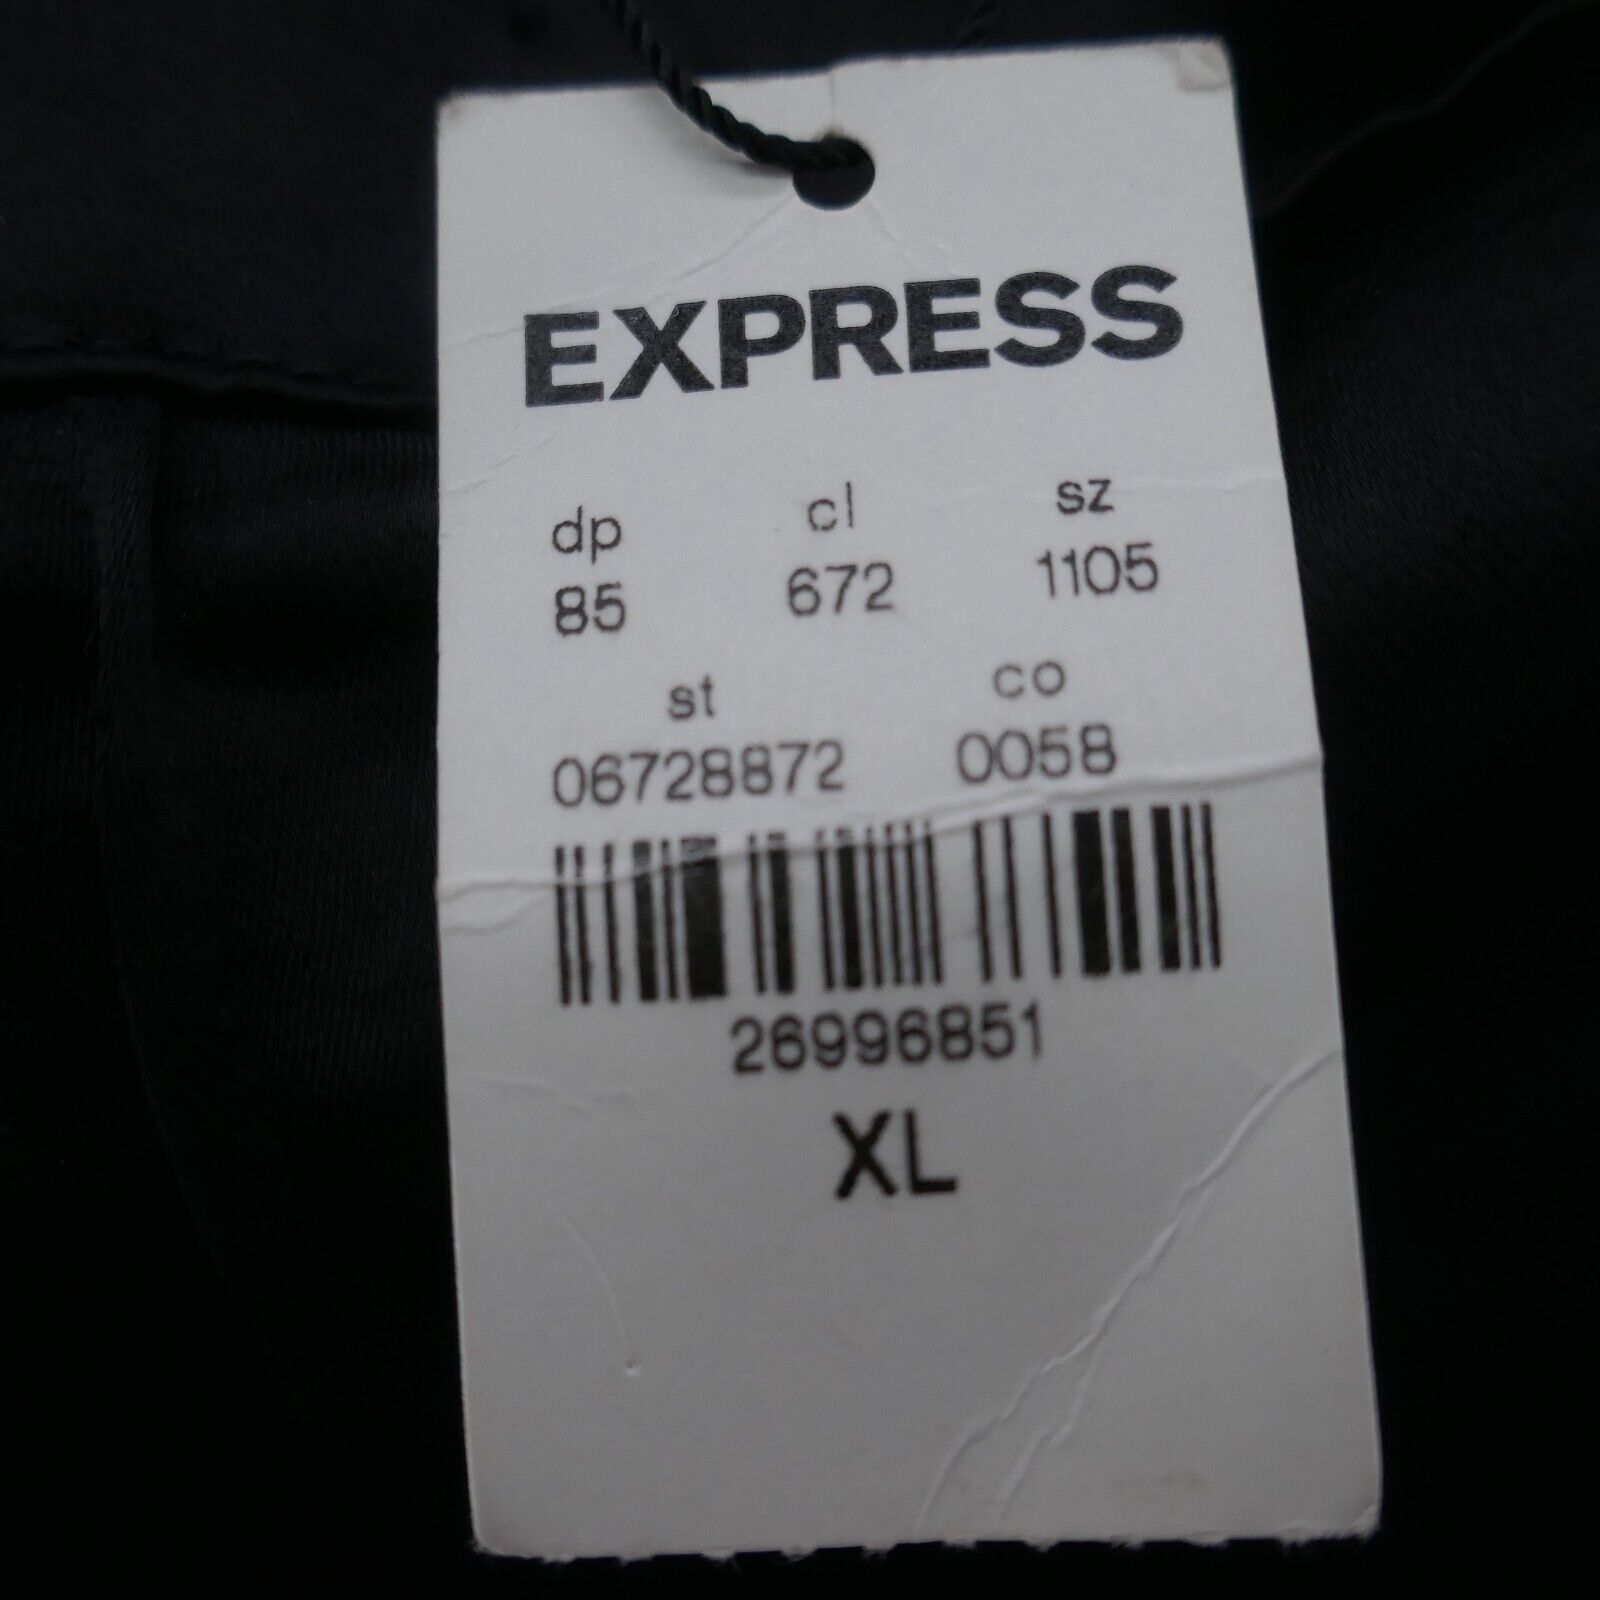 EXPRESS
dp cl sz
85 672 1105
st co
06728872 0058
26996851
XL